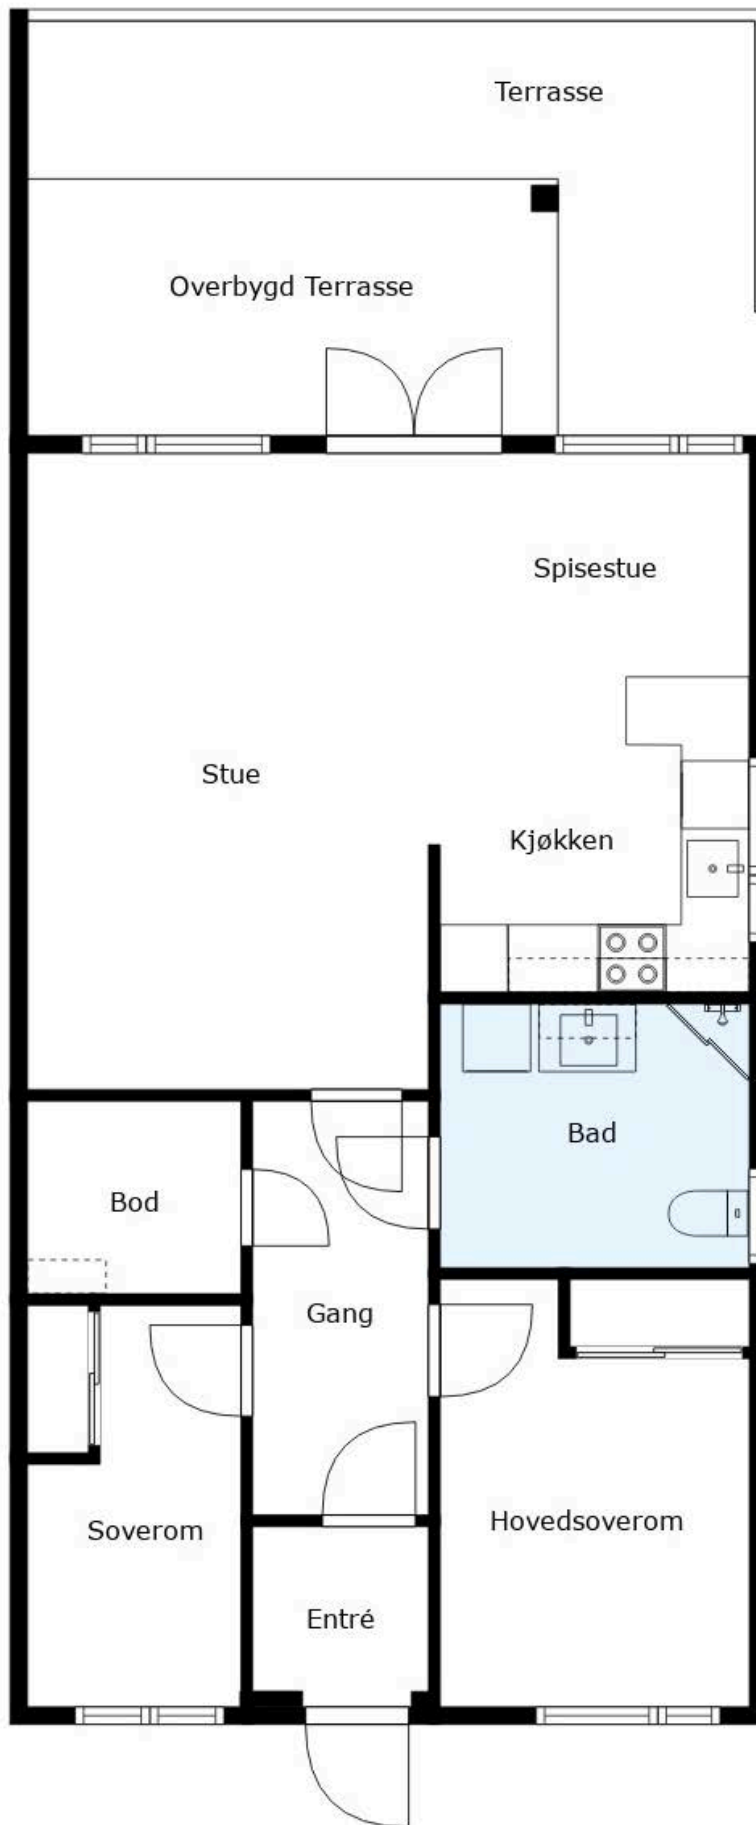 Terrasse
Overbygd Terrasse
Spisestue
Stue
Kjøkken
Bad
Bod
Gang
Soverom
Hovedsoverom
Entré